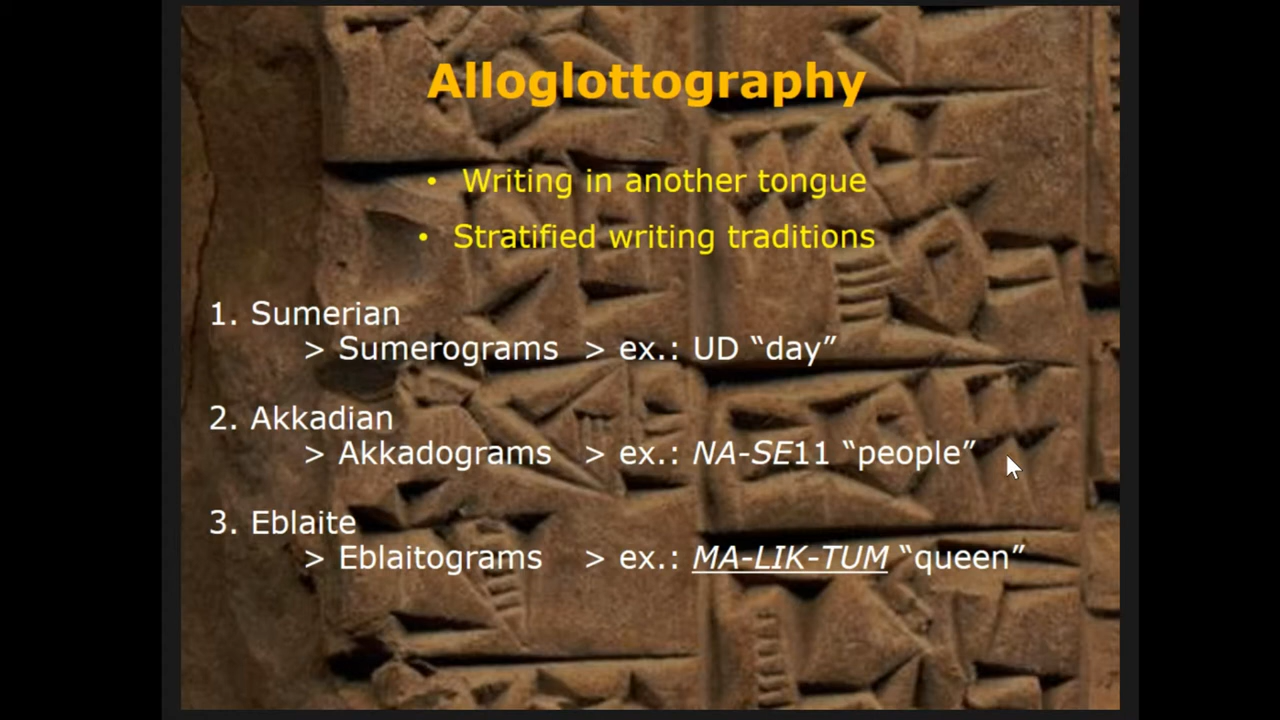 Alloglottography
• Writing in another tongue
• Stratified writing traditions
1. Sumerian
> Sumerograms > ex.: UD “day”
2. Akkadian
> Akkadograms > ex.: NA-SE11 “people”
3. Eblaite
> Eblaitograms > ex.: MA-LIK-TUM “queen”